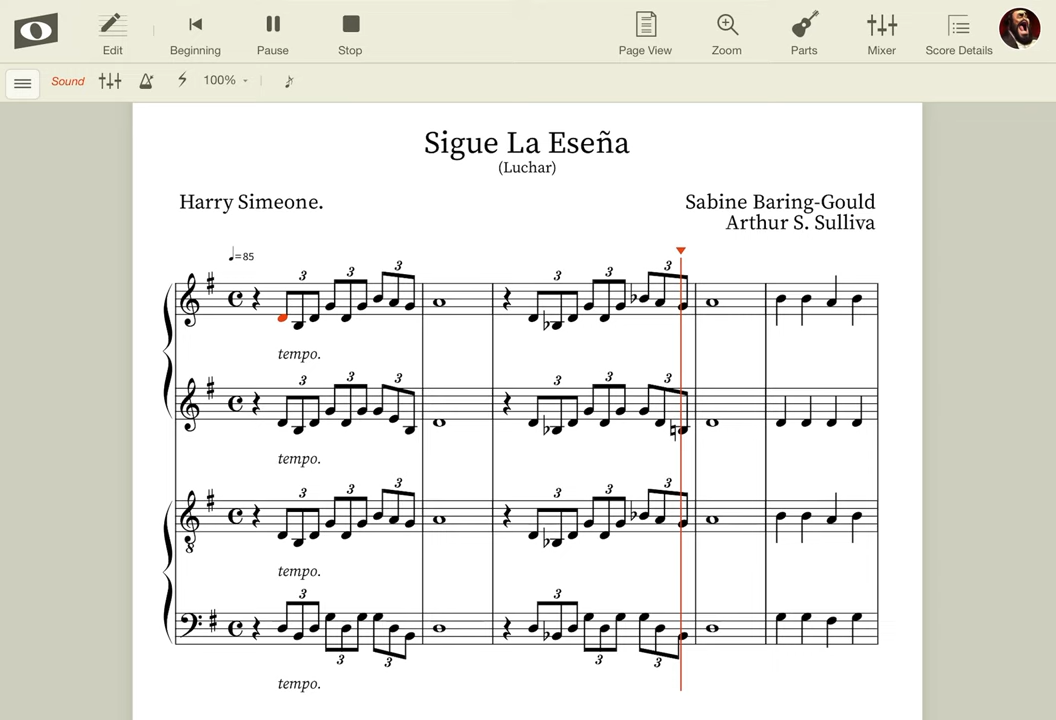 Edit
Beginning
Pause
Stop
Page View
Zoom
Parts
Mixer
Score Details
Sound
100%
Sigue La Eseña
(Luchar)
Harry Simeone.
Sabine Baring-Gould
Arthur S. Sulliva
=85
3 3 3 3 3 3
tempo.
3 3 3 3 3 3
tempo.
8
3 3 3 3 3 3
tempo.
3 3
3 3 3 3
tempo.